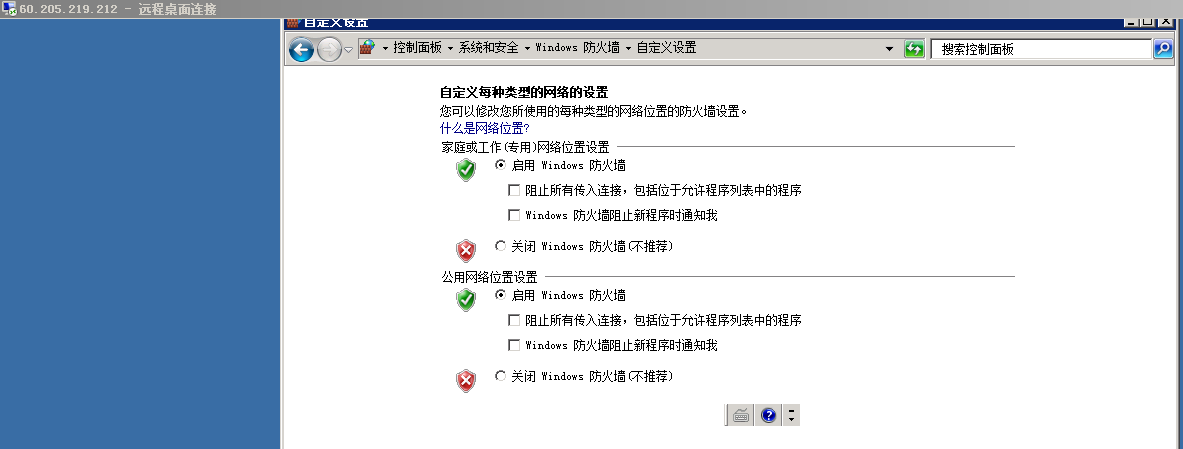 60.205.219.212 - 远程桌面连接
自定义设置
控制面板 系统和安全 Windows 防火墙 自定义设置
搜索控制面板
自定义每种类型的网络的设置
您可以修改您所使用的每种类型的网络位置的防火墙设置。
什么是网络位置?
家庭或工作(专用)网络位置设置
启用 Windows 防火墙
阻止所有传入连接，包括位于允许程序列表中的程序
Windows 防火墙阻止新程序时通知我
关闭 Windows 防火墙(不推荐)
公用网络位置设置
启用 Windows 防火墙
阻止所有传入连接，包括位于允许程序列表中的程序
Windows 防火墙阻止新程序时通知我
关闭 Windows 防火墙(不推荐)